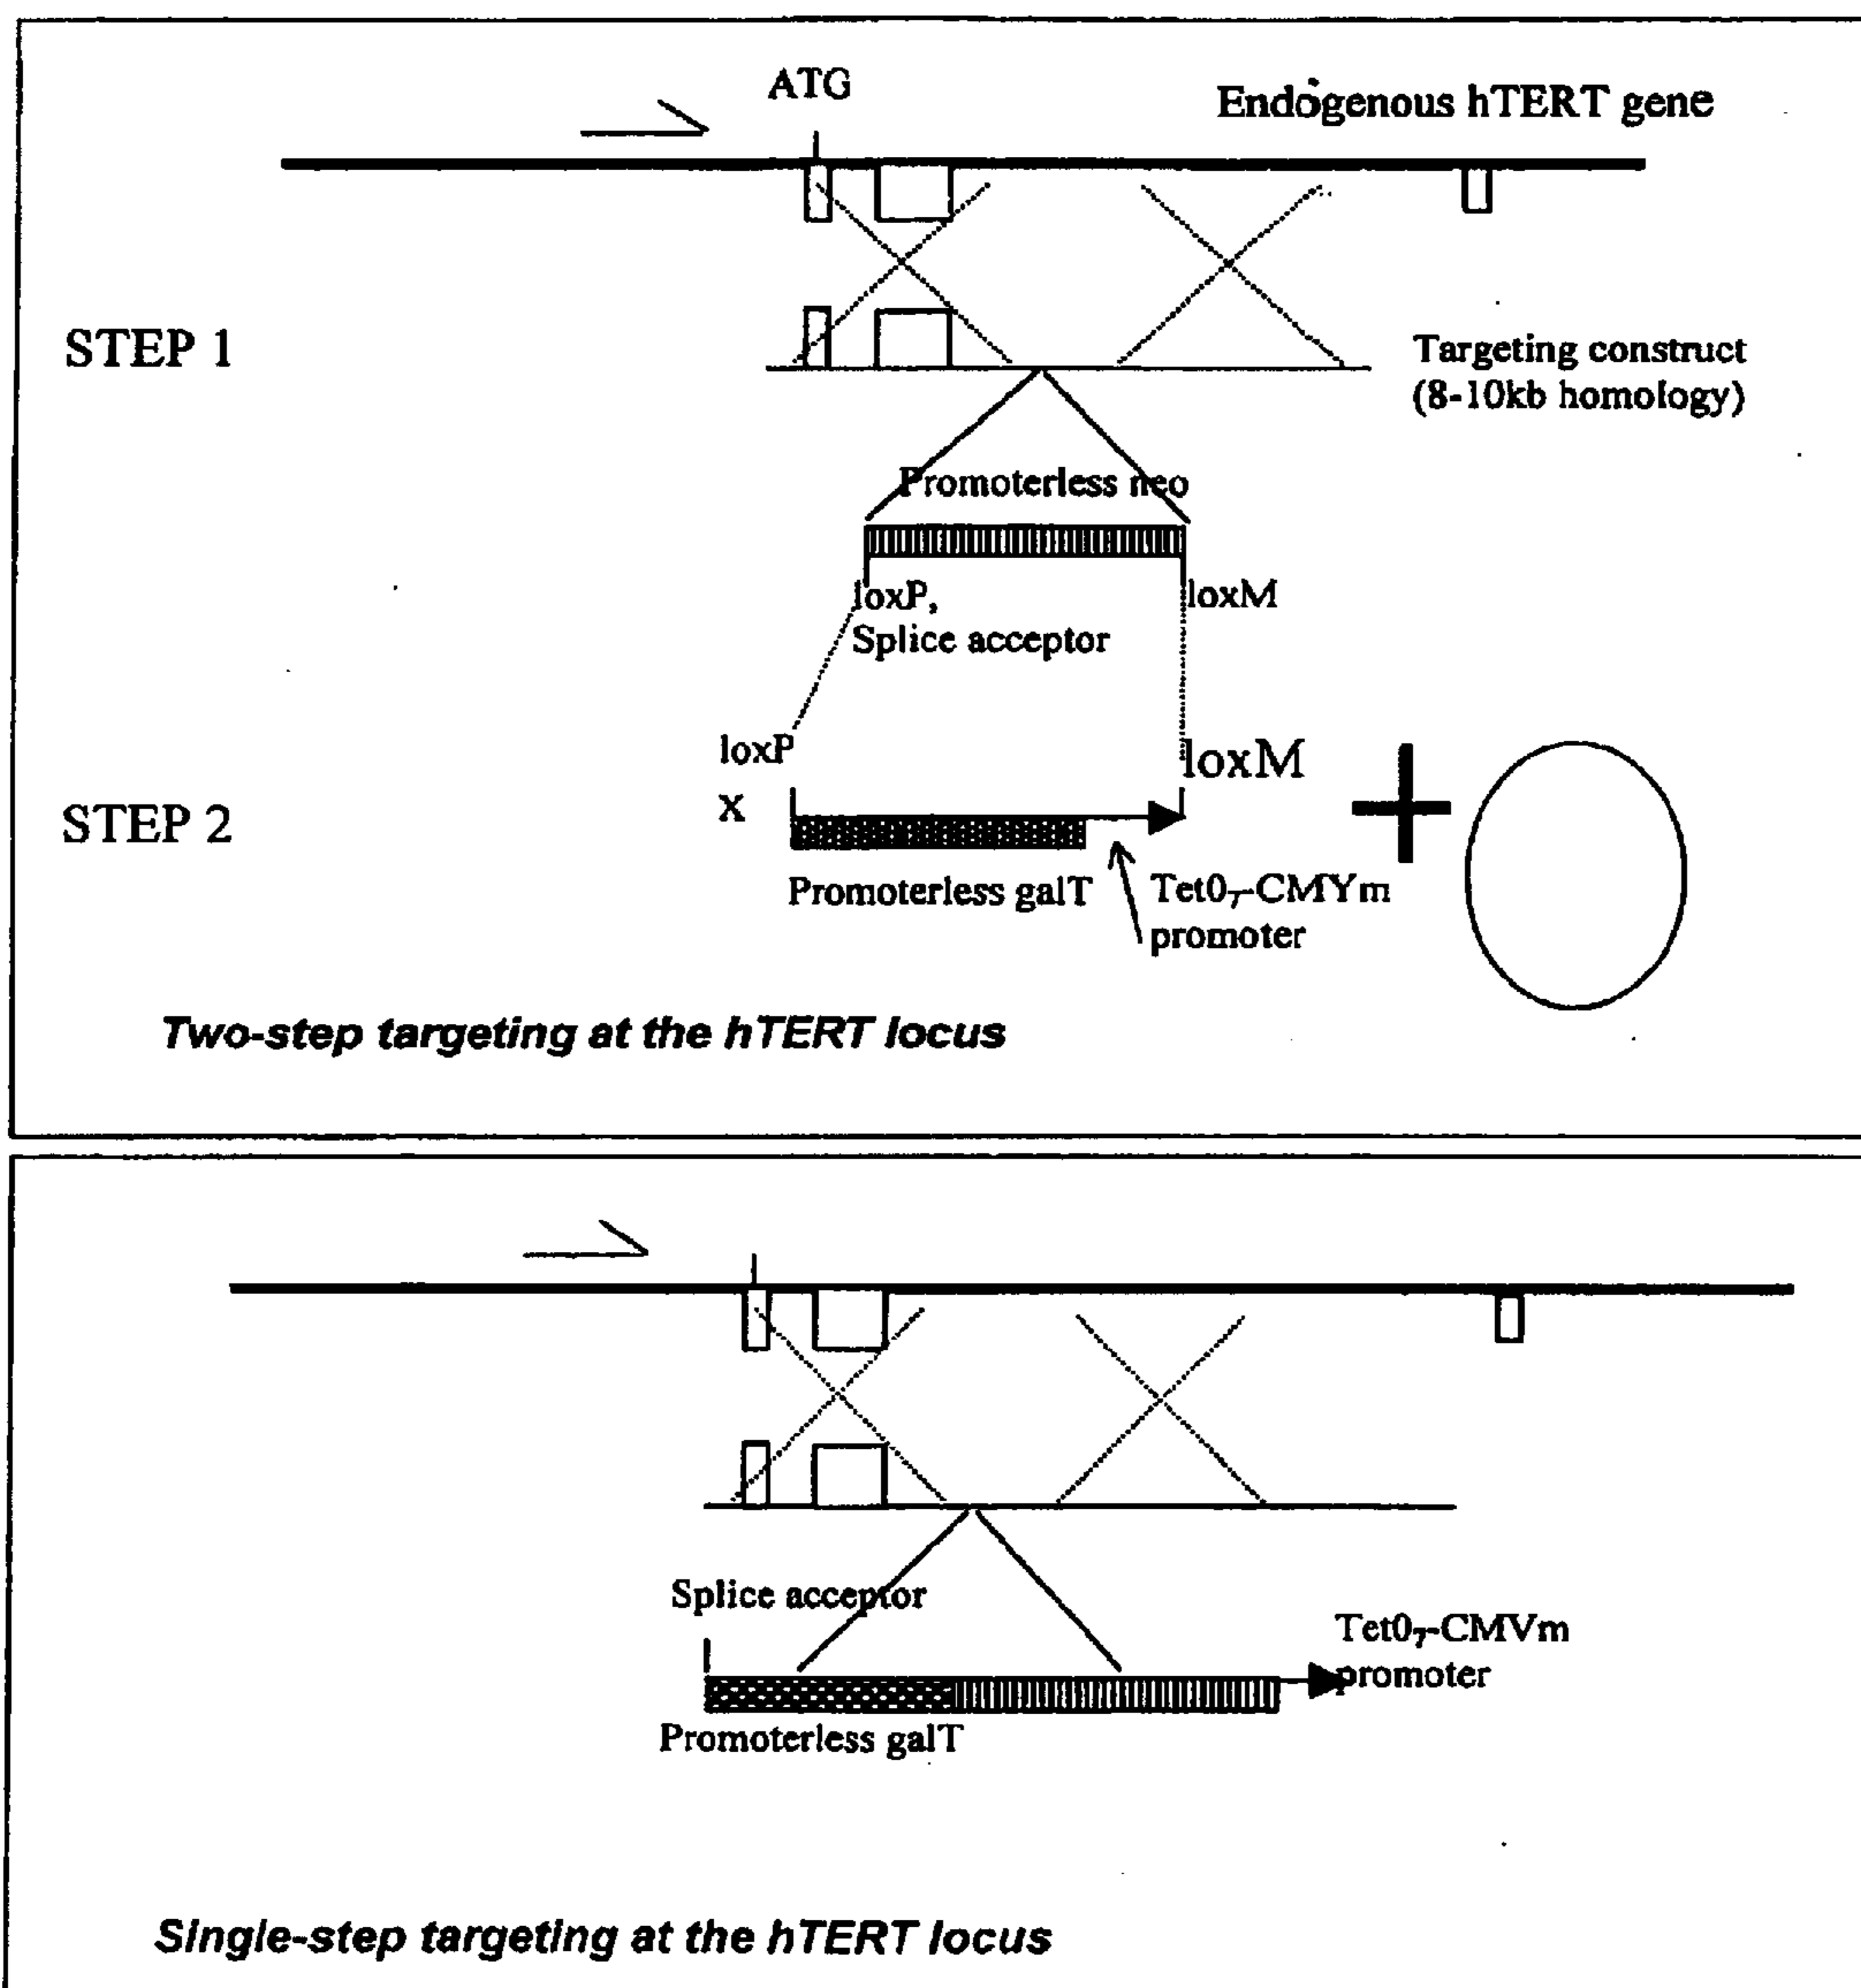 ATG
Endogenous hTERT gene
STEP 1
Targeting construct
(8-10kb homology)
Promoterless neo
loxP,
Splice acceptor
loxM
loxP
X
loxM
STEP 2
Promoterless galT
Tet0₇-CMYm
promoter
Two-step targeting at the hTERT locus
Splice acceptor
Tet0₇-CMVm
promoter
Promoterless galT
Single-step targeting at the hTERT locus